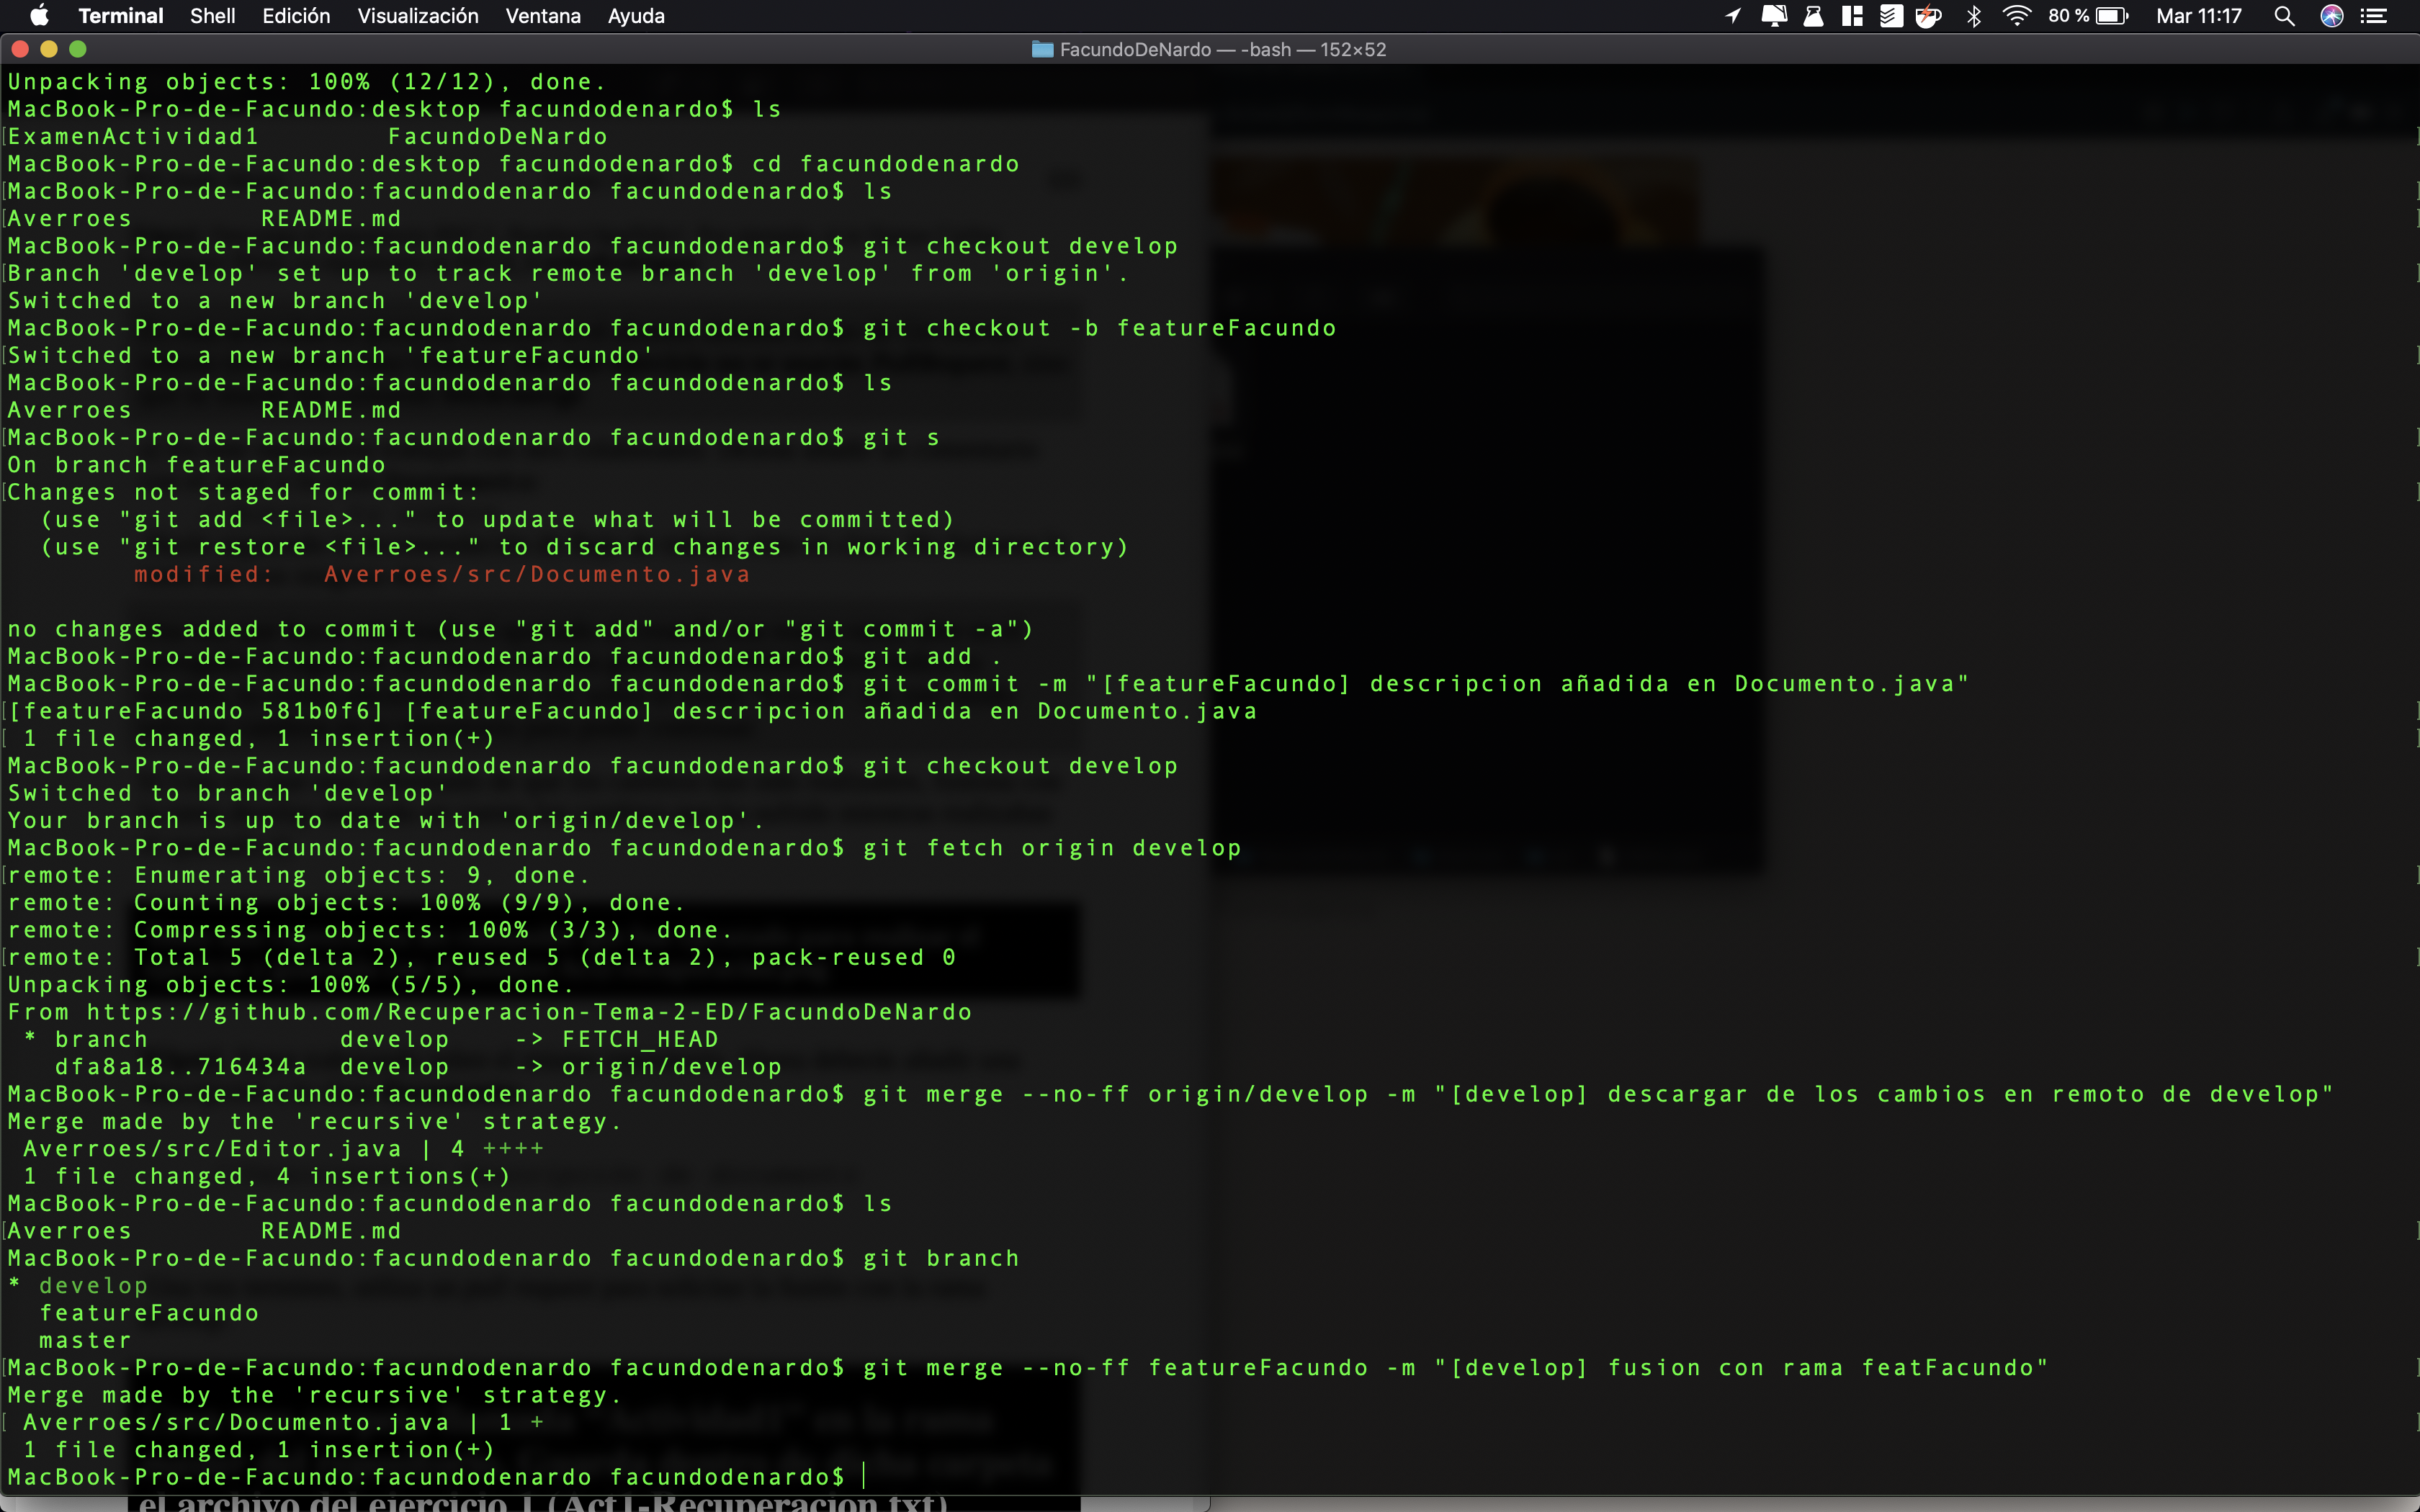 Terminal Shell Edición Visualización Ventana Ayuda 80 % Mar 11:17
FacundoDeNardo — -bash — 152×52
Unpacking objects: 100% (12/12), done.
MacBook-Pro-de-Facundo:desktop facundodenardo$ ls
ExamenActividad1 FacundoDeNardo
MacBook-Pro-de-Facundo:desktop facundodenardo$ cd facundodenardo
[MacBook-Pro-de-Facundo:facundodenardo facundodenardo$ ls
[Averroes README.md
MacBook-Pro-de-Facundo:facundodenardo facundodenardo$ git checkout develop
[Branch 'develop' set up to track remote branch 'develop' from 'origin'.
Switched to a new branch 'develop'
MacBook-Pro-de-Facundo:facundodenardo facundodenardo$ git checkout -b featureFacundo
[Switched to a new branch 'featureFacundo'
MacBook-Pro-de-Facundo:facundodenardo facundodenardo$ ls
Averroes README.md
[MacBook-Pro-de-Facundo:facundodenardo facundodenardo$ git s
On branch featureFacundo
[Changes not staged for commit:
(use "git add <file>..." to update what will be committed)
(use "git restore <file>..." to discard changes in working directory)
modified: Averroes/src/Documento.java
no changes added to commit (use "git add" and/or "git commit -a")
MacBook-Pro-de-Facundo:facundodenardo facundodenardo$ git add .
MacBook-Pro-de-Facundo:facundodenardo facundodenardo$ git commit -m "[featureFacundo] descripcion añadida en Documento.java"
[[featureFacundo 581b0f6] [featureFacundo] descripcion añadida en Documento.java
[ 1 file changed, 1 insertion(+)
MacBook-Pro-de-Facundo:facundodenardo facundodenardo$ git checkout develop
Switched to branch 'develop'
Your branch is up to date with 'origin/develop'.
MacBook-Pro-de-Facundo:facundodenardo facundodenardo$ git fetch origin develop
[remote: Enumerating objects: 9, done.
remote: Counting objects: 100% (9/9), done.
remote: Compressing objects: 100% (3/3), done.
[remote: Total 5 (delta 2), reused 5 (delta 2), pack-reused 0
Unpacking objects: 100% (5/5), done.
From https://github.com/Recuperacion-Tema-2-ED/FacundoDeNardo
* branch develop -> FETCH_HEAD
dfa8a18..716434a develop -> origin/develop
MacBook-Pro-de-Facundo:facundodenardo facundodenardo$ git merge --no-ff origin/develop -m "[develop] descargar de los cambios en remoto de develop"
Merge made by the 'recursive' strategy.
Averroes/src/Editor.java | 4 ++++
1 file changed, 4 insertions(+)
MacBook-Pro-de-Facundo:facundodenardo facundodenardo$ ls
[Averroes README.md
MacBook-Pro-de-Facundo:facundodenardo facundodenardo$ git branch
* develop
featureFacundo
master
[MacBook-Pro-de-Facundo:facundodenardo facundodenardo$ git merge --no-ff featureFacundo -m "[develop] fusion con rama featFacundo"
Merge made by the 'recursive' strategy.
[ Averroes/src/Documento.java | 1 +
1 file changed, 1 insertion(+)
MacBook-Pro-de-Facundo:facundodenardo facundodenardo$
el archivo del ejercicio 1 (Act1-Recuperacion.txt)